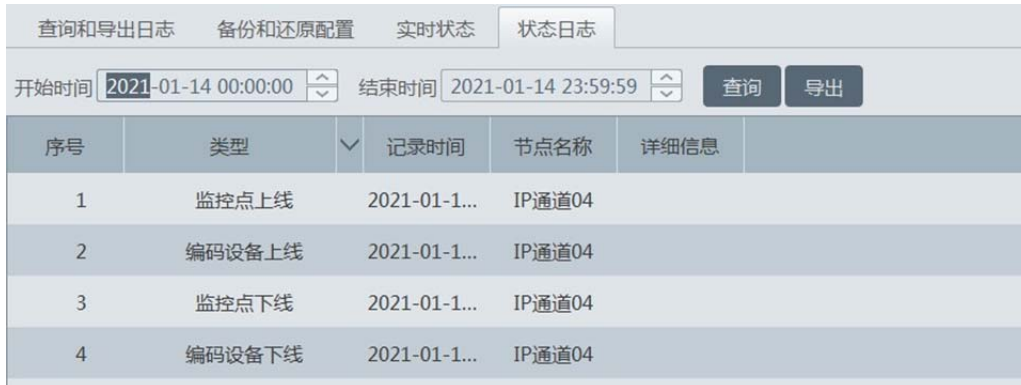 查询和导出日志 备份和还原配置 实时状态 状态日志
开始时间 2021-01-14 00:00:00 结束时间 2021-01-14 23:59:59 查询 导出
序号 类型 记录时间 节点名称 详细信息
1 监控点上线 2021-01-1... IP通道04
2 编码设备上线 2021-01-1... IP通道04
3 监控点下线 2021-01-1... IP通道04
4 编码设备下线 2021-01-1... IP通道04